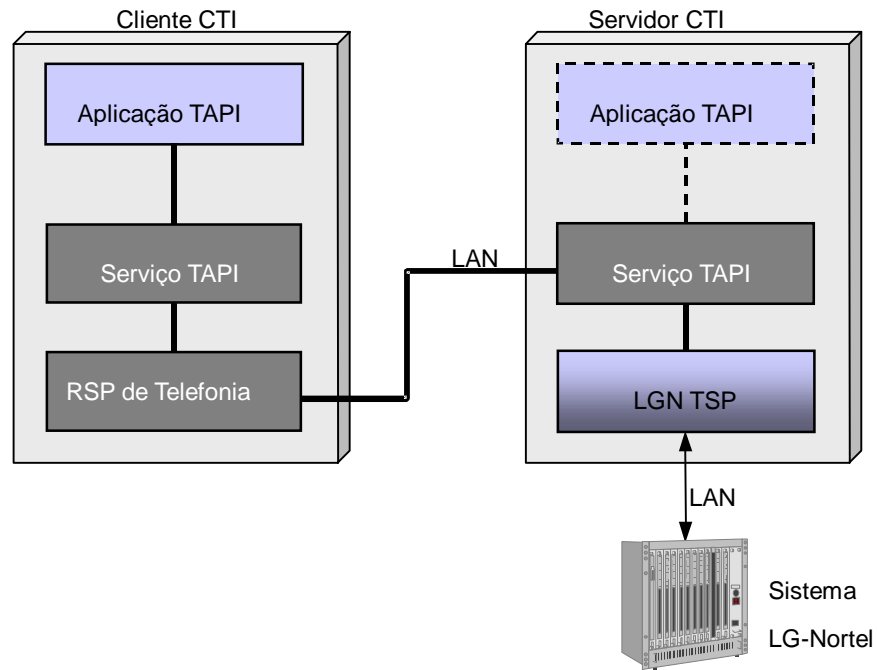 Cliente CTI
Servidor CTI
Aplicação TAPI
Aplicação TAPI
Serviço TAPI
LAN
Serviço TAPI
RSP de Telefonia
LGN TSP
LAN
Sistema
LG-Nortel